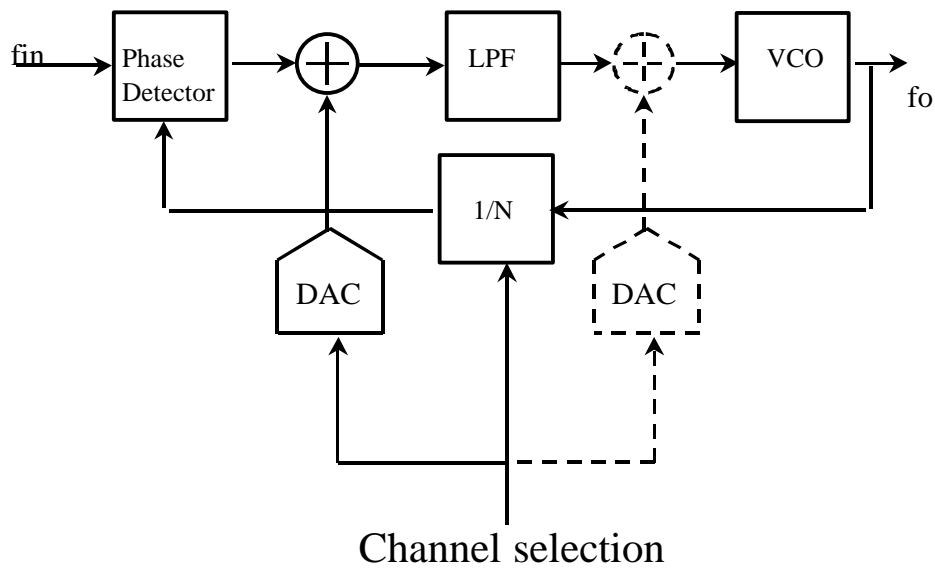 fin
Phase
Detector
LPF
VCO
fo
1/N
DAC
DAC
Channel selection